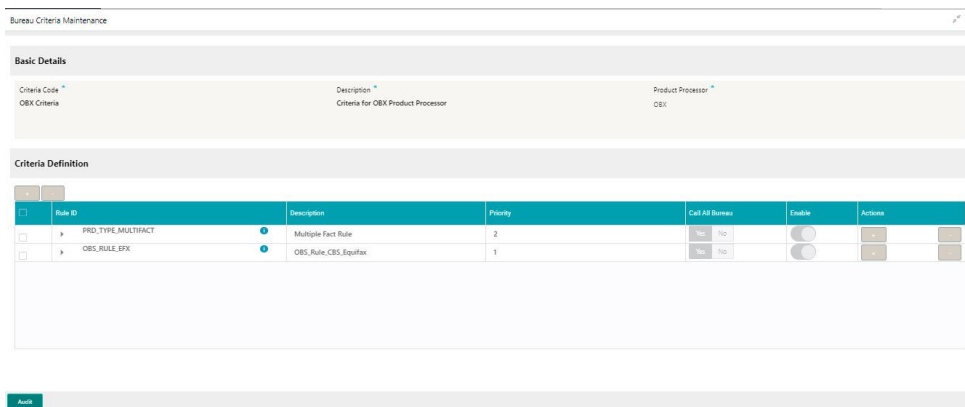 Bureau Criteria Maintenance
Basic Details
Criteria Code * Description * Product Processor *
OBX Criteria Criteria for OBX Product Processor OBX
Criteria Definition
+ -
Rule ID Description Priority Call All Bureau Enable Actions
PRD_TYPE_MULTIFACT Multiple Fact Rule 2 Yes No + -
OBS_RULE_EFX OBS_Rule_CBS_Equifax 1 Yes No + -
Audit